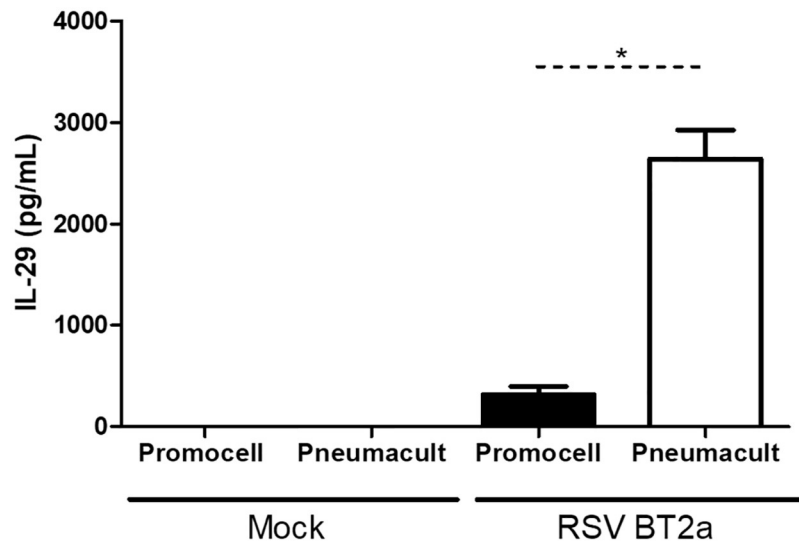 4000
3000
2000
1000
0
IL-29 (pg/mL)
*
Promocell Pneumacult Promocell Pneumacult
Mock RSV BT2a